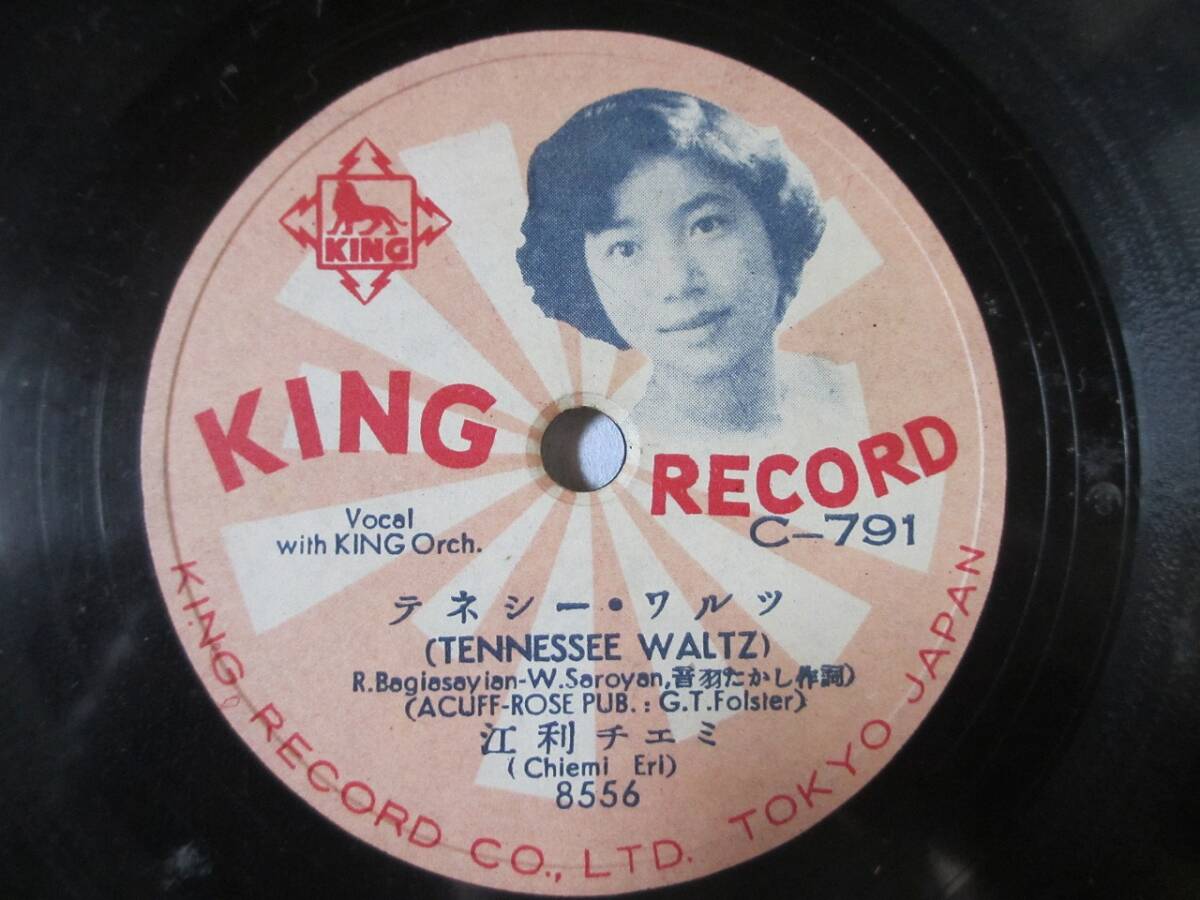 KING
KING RECORD
C-791
Vocal
with KING Orch.
テネシー・ワルツ
(TENNESSEE WALTZ)
R.Bagiasayian-W.Saroyan,音羽たかし作詞)
(ACUFF-ROSE PUB.: G.T.Folster)
江利チエミ
(Chiemi Eri)
8556
KING RECORD CO., LTD. TOKYO JAPAN